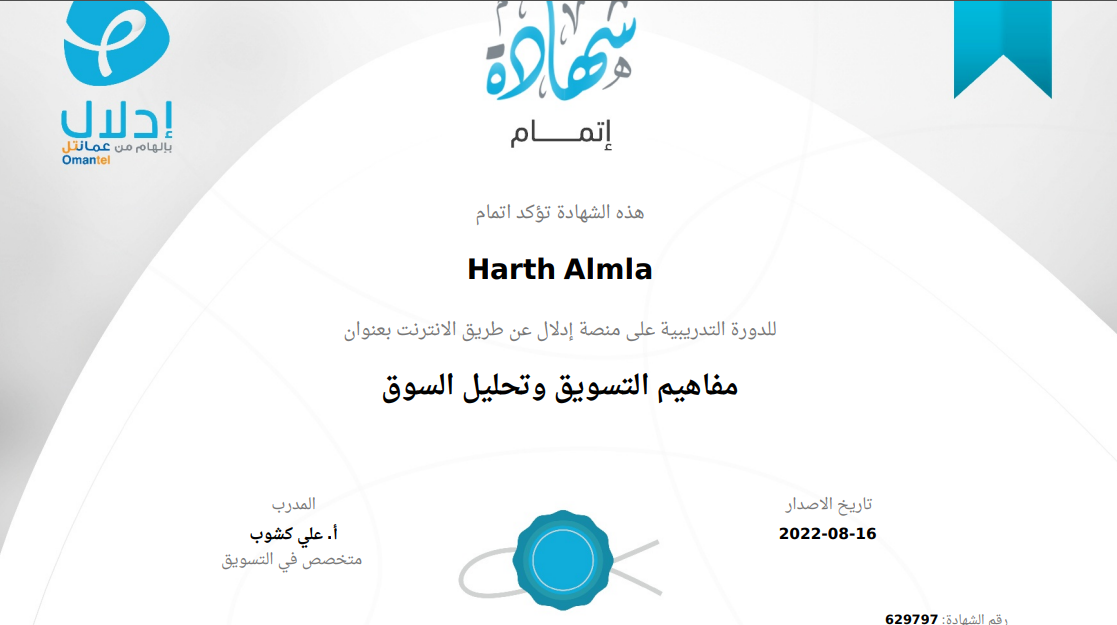 إدلال
بإلهام من عمانتل
Omantel
شهادة
إتمـــــام
هذه الشهادة تؤكد اتمام
Harth Almla
للدورة التدريبية على منصة إدلال عن طريق الانترنت بعنوان
مفاهيم التسويق وتحليل السوق
تاريخ الاصدار
2022-08-16
المدرب
أ. علي كشوب
متخصص في التسويق
رقم الشهادة: 629797